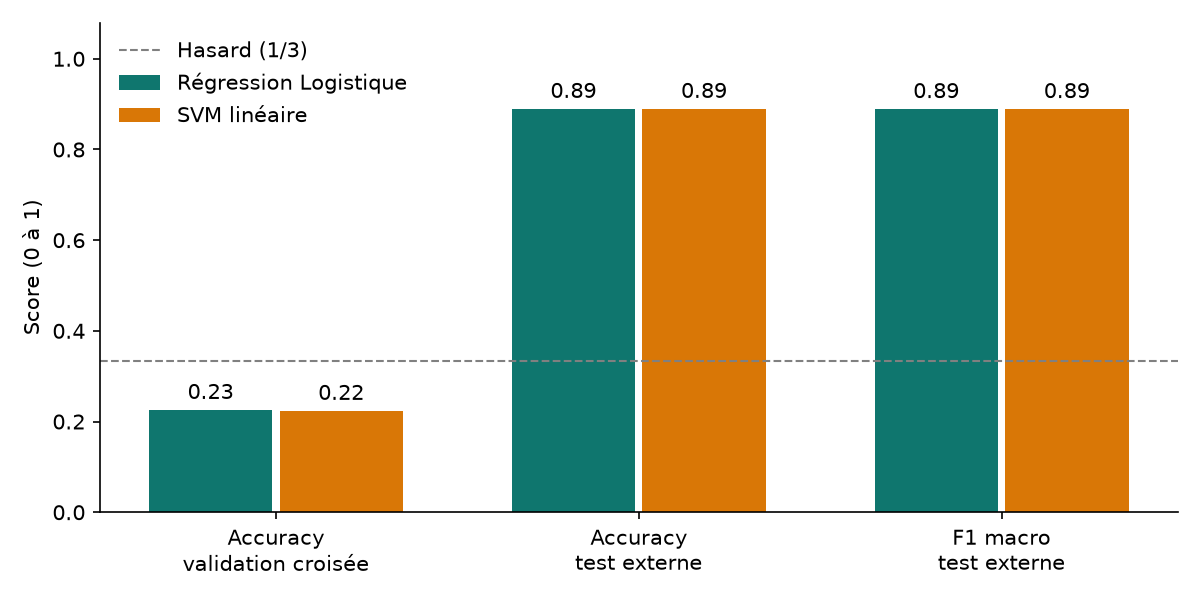 Hasard (1/3)
Régression Logistique
SVM linéaire
Score (0 à 1)
1.0
0.8
0.6
0.4
0.2
0.0
0.23
0.22
0.89
0.89
0.89
0.89
Accuracy
validation croisée
Accuracy
test externe
F1 macro
test externe